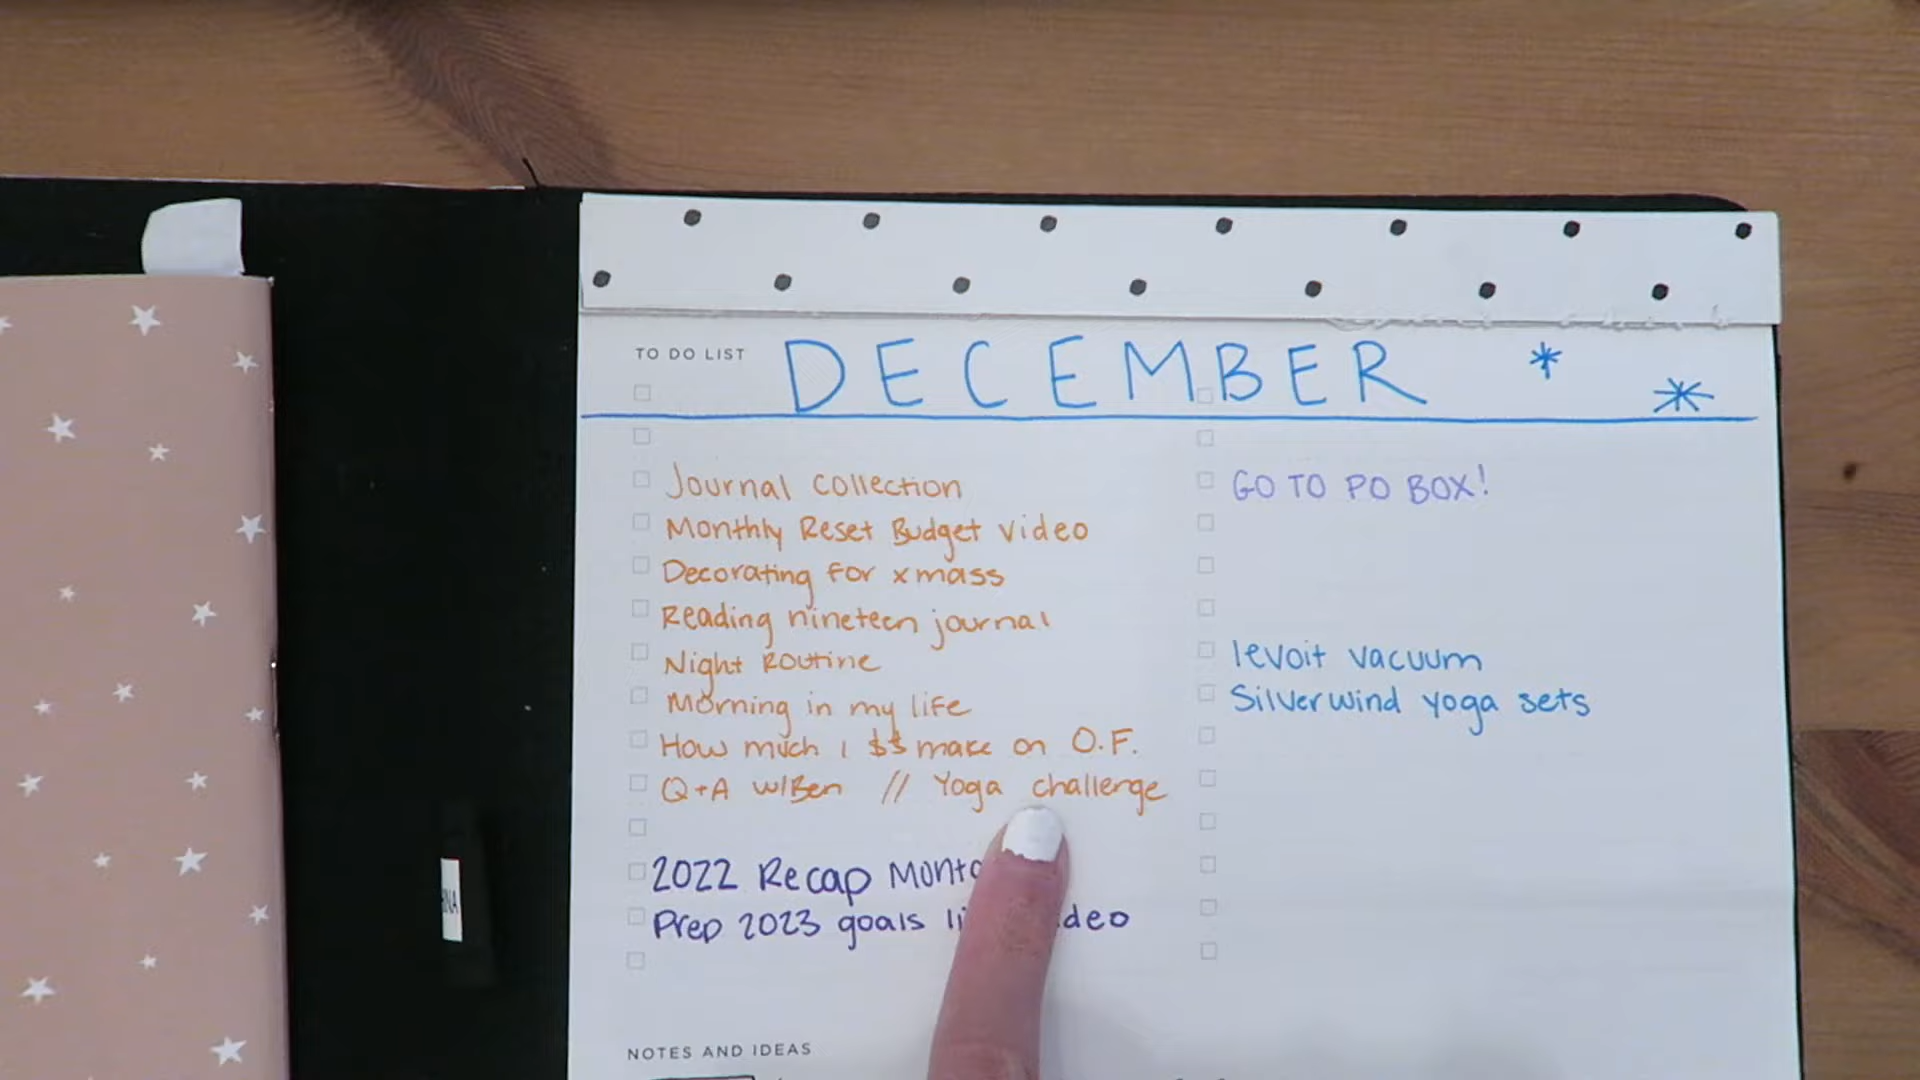 TO DO LIST
DECEMBER
Journal collection
Monthly Reset Budget video
Decorating for xmass
Reading nineteen journal
Night Routine
Morning in my life
How much I $$ make on O.F.
Q+A w/Ben // Yoga challenge
2022 Recap
Prep 2023 goals
GO TO PO BOX!
levoit vacuum
Silverwind yoga sets
NOTES AND IDEAS